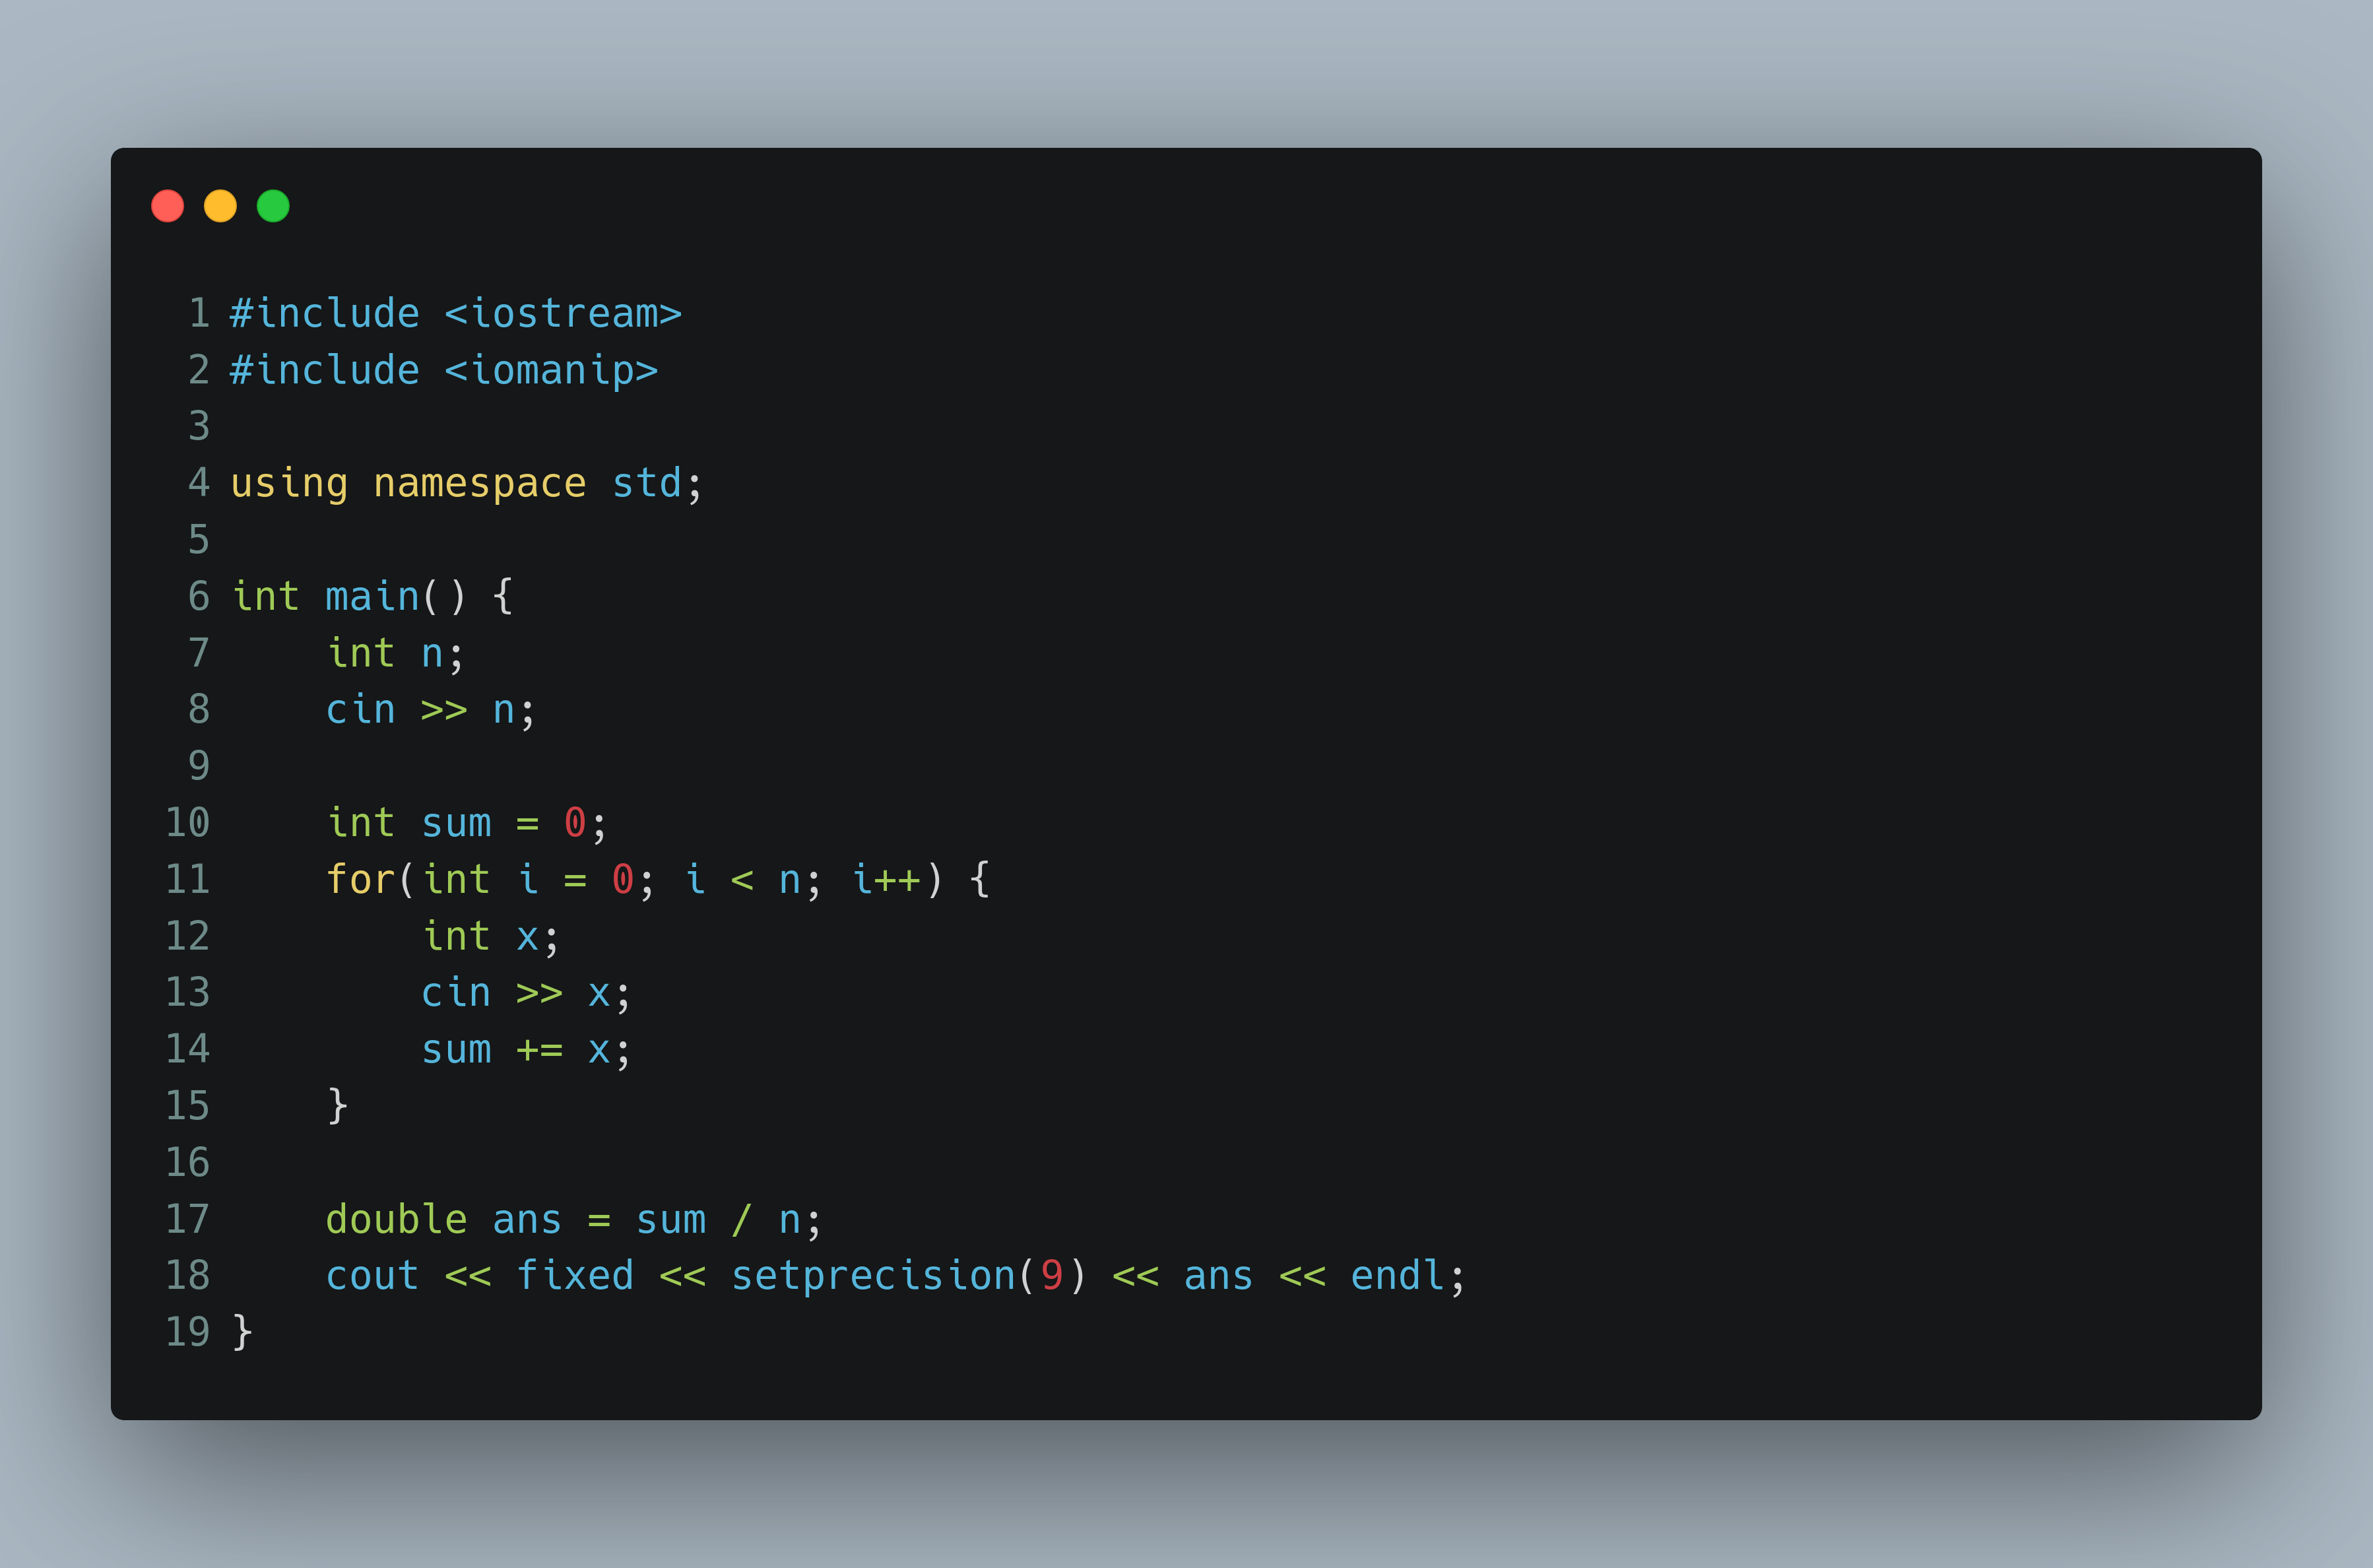 1 #include <iostream>
2 #include <iomanip>
3
4 using namespace std;
5
6 int main() {
7     int n;
8     cin >> n;
9
10     int sum = 0;
11     for(int i = 0; i < n; i++) {
12         int x;
13         cin >> x;
14         sum += x;
15     }
16
17     double ans = sum / n;
18     cout << fixed << setprecision(9) << ans << endl;
19 }